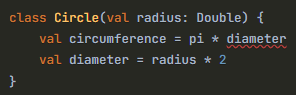 class Circle(val radius: Double) {
    val circumference = pi * diameter
    val diameter = radius * 2
}